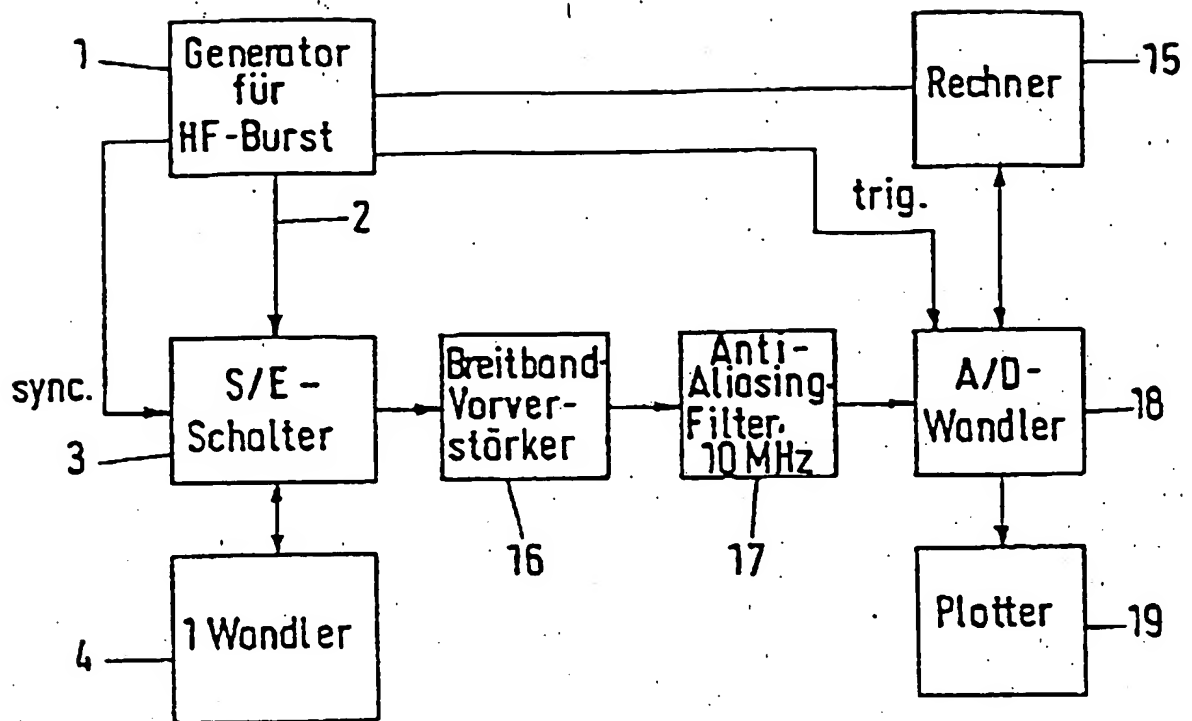 1
Generator
für
HF-Burst
Rechner
15
2
trig.
sync.
S/E-
Schalter
3
Breitband-
Vorver-
stärker
16
Anti-
Aliasing-
Filter.
10 MHz
17
A/D-
Wandler
18
1 Wandler
4
Plotter
19